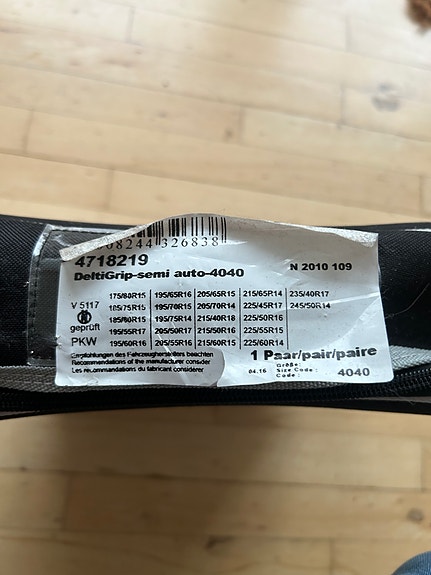 08244 326838
4718219
DeltiGrip-semi auto-4040
N 2010 109
V 5117
geprüft
PKW
175/80R15 195/65R16 205/65R15 215/65R14 235/40R17
185/75R15 195/70R15 205/70R14 225/45R17 245/50R14
185/80R15 195/75R14 215/40R18 225/50R16
195/55R17 205/50R17 215/50R16 225/55R15
195/60R16 205/55R16 215/60R15 225/60R14
Empfehlungen des Fahrzeugherstellers beachten
Recommendations of the manufacturer consider
Les recommandations du fabricant considérer
1 Paar/pair/paire
04.16
Größe:
Size Code:
Code:
4040